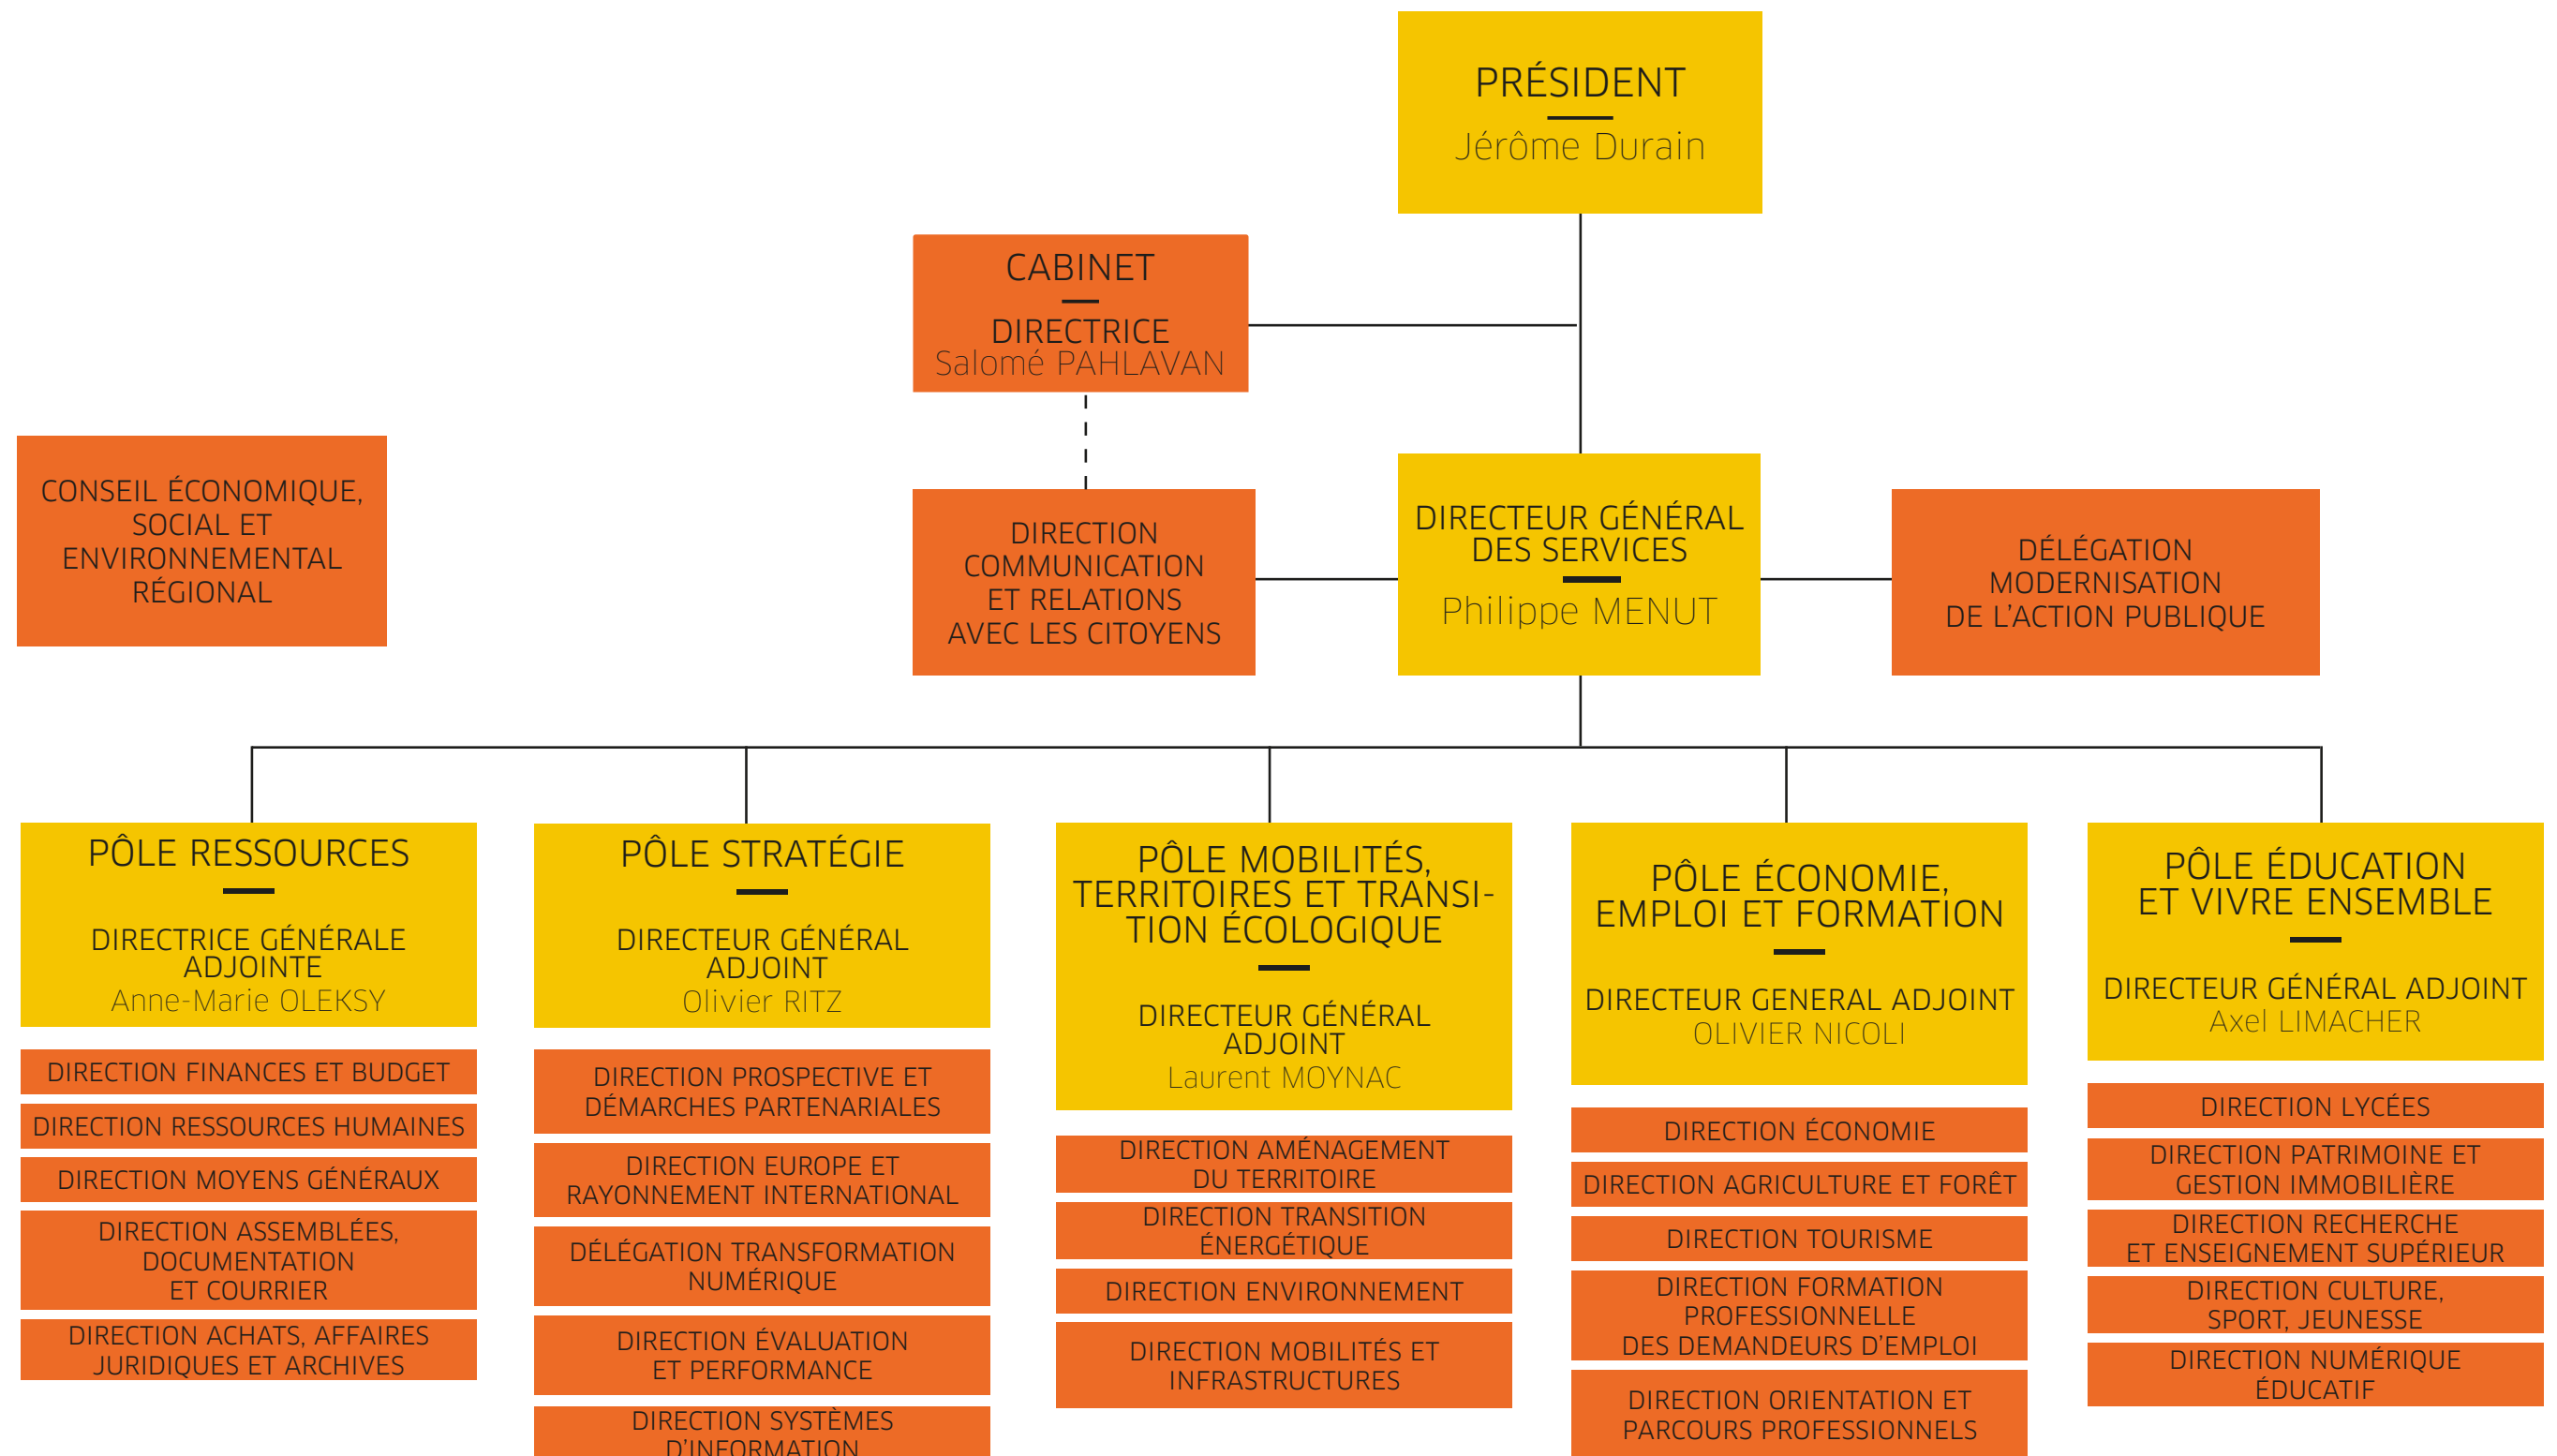 PRÉSIDENT
Jérôme Durain
CABINET
DIRECTRICE
Salomé PAHLAVAN
CONSEIL ÉCONOMIQUE,
SOCIAL ET
ENVIRONNEMENTAL
RÉGIONAL
DIRECTION
COMMUNICATION
ET RELATIONS
AVEC LES CITOYENS
DIRECTEUR GÉNÉRAL
DES SERVICES
Philippe MENUT
DÉLÉGATION
MODERNISATION
DE L’ACTION PUBLIQUE
PÔLE RESSOURCES
DIRECTRICE GÉNÉRALE
ADJOINTE
Anne-Marie OLEKSY
DIRECTION FINANCES ET BUDGET
DIRECTION RESSOURCES HUMAINES
DIRECTION MOYENS GÉNÉRAUX
DIRECTION ASSEMBLÉES,
DOCUMENTATION
ET COURRIER
DIRECTION ACHATS, AFFAIRES
JURIDIQUES ET ARCHIVES
PÔLE STRATÉGIE
DIRECTEUR GÉNÉRAL
ADJOINT
Olivier RITZ
DIRECTION PROSPECTIVE ET
DÉMARCHES PARTENARIALES
DIRECTION EUROPE ET
RAYONNEMENT INTERNATIONAL
DÉLÉGATION TRANSFORMATION
NUMÉRIQUE
DIRECTION ÉVALUATION
ET PERFORMANCE
DIRECTION SYSTÈMES
D’INFORMATION
PÔLE MOBILITÉS,
TERRITOIRES ET TRANSI-
TION ÉCOLOGIQUE
DIRECTEUR GÉNÉRAL
ADJOINT
Laurent MOYNAC
DIRECTION AMÉNAGEMENT
DU TERRITOIRE
DIRECTION TRANSITION
ÉNERGÉTIQUE
DIRECTION ENVIRONNEMENT
DIRECTION MOBILITÉS ET
INFRASTRUCTURES
PÔLE ÉCONOMIE,
EMPLOI ET FORMATION
DIRECTEUR GENERAL ADJOINT
OLIVIER NICOLI
DIRECTION ÉCONOMIE
DIRECTION AGRICULTURE ET FORÊT
DIRECTION TOURISME
DIRECTION FORMATION
PROFESSIONNELLE
DES DEMANDEURS D’EMPLOI
DIRECTION ORIENTATION ET
PARCOURS PROFESSIONNELS
PÔLE ÉDUCATION
ET VIVRE ENSEMBLE
DIRECTEUR GÉNÉRAL ADJOINT
Axel LIMACHER
DIRECTION LYCÉES
DIRECTION PATRIMOINE ET
GESTION IMMOBILIÈRE
DIRECTION RECHERCHE
ET ENSEIGNEMENT SUPÉRIEUR
DIRECTION CULTURE,
SPORT, JEUNESSE
DIRECTION NUMÉRIQUE
ÉDUCATIF